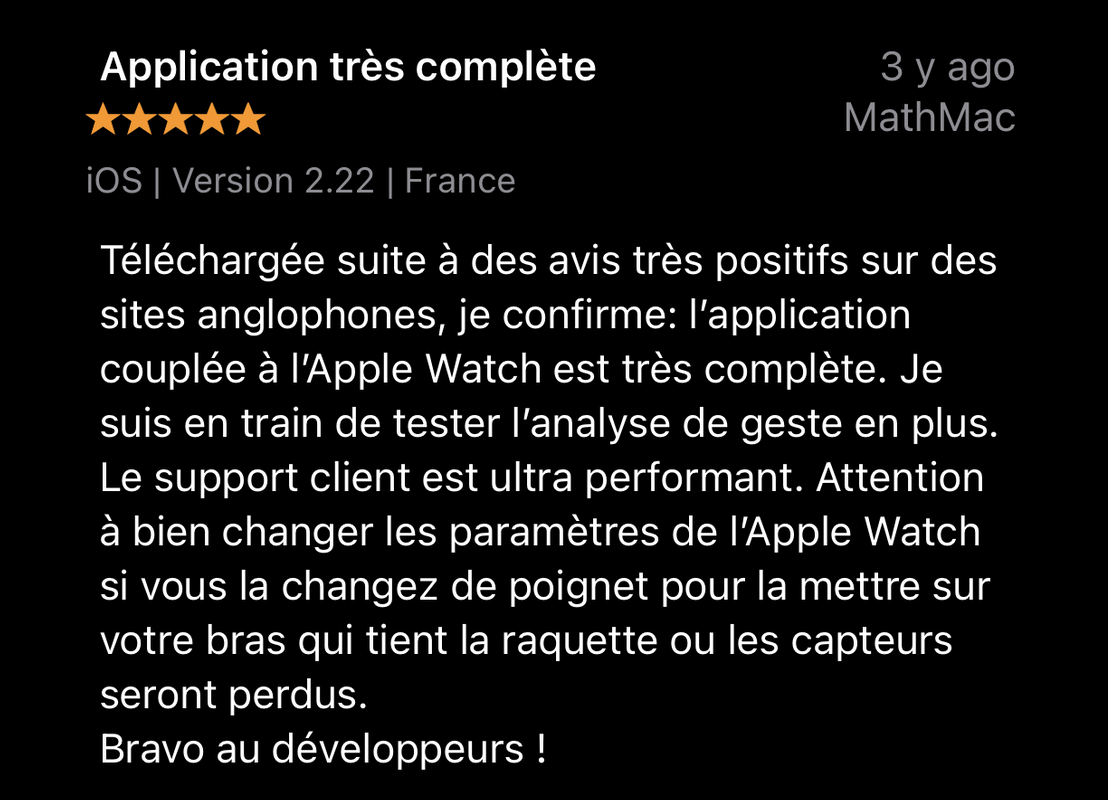 Application très complète
3 y ago
★★★★★
MathMac
iOS | Version 2.22 | France
Téléchargée suite à des avis très positifs sur des
sites anglophones, je confirme: l’application
couplée à l’Apple Watch est très complète. Je
suis en train de tester l’analyse de geste en plus.
Le support client est ultra performant. Attention
à bien changer les paramètres de l’Apple Watch
si vous la changez de poignet pour la mettre sur
votre bras qui tient la raquette ou les capteurs
seront perdus.
Bravo au développeurs !